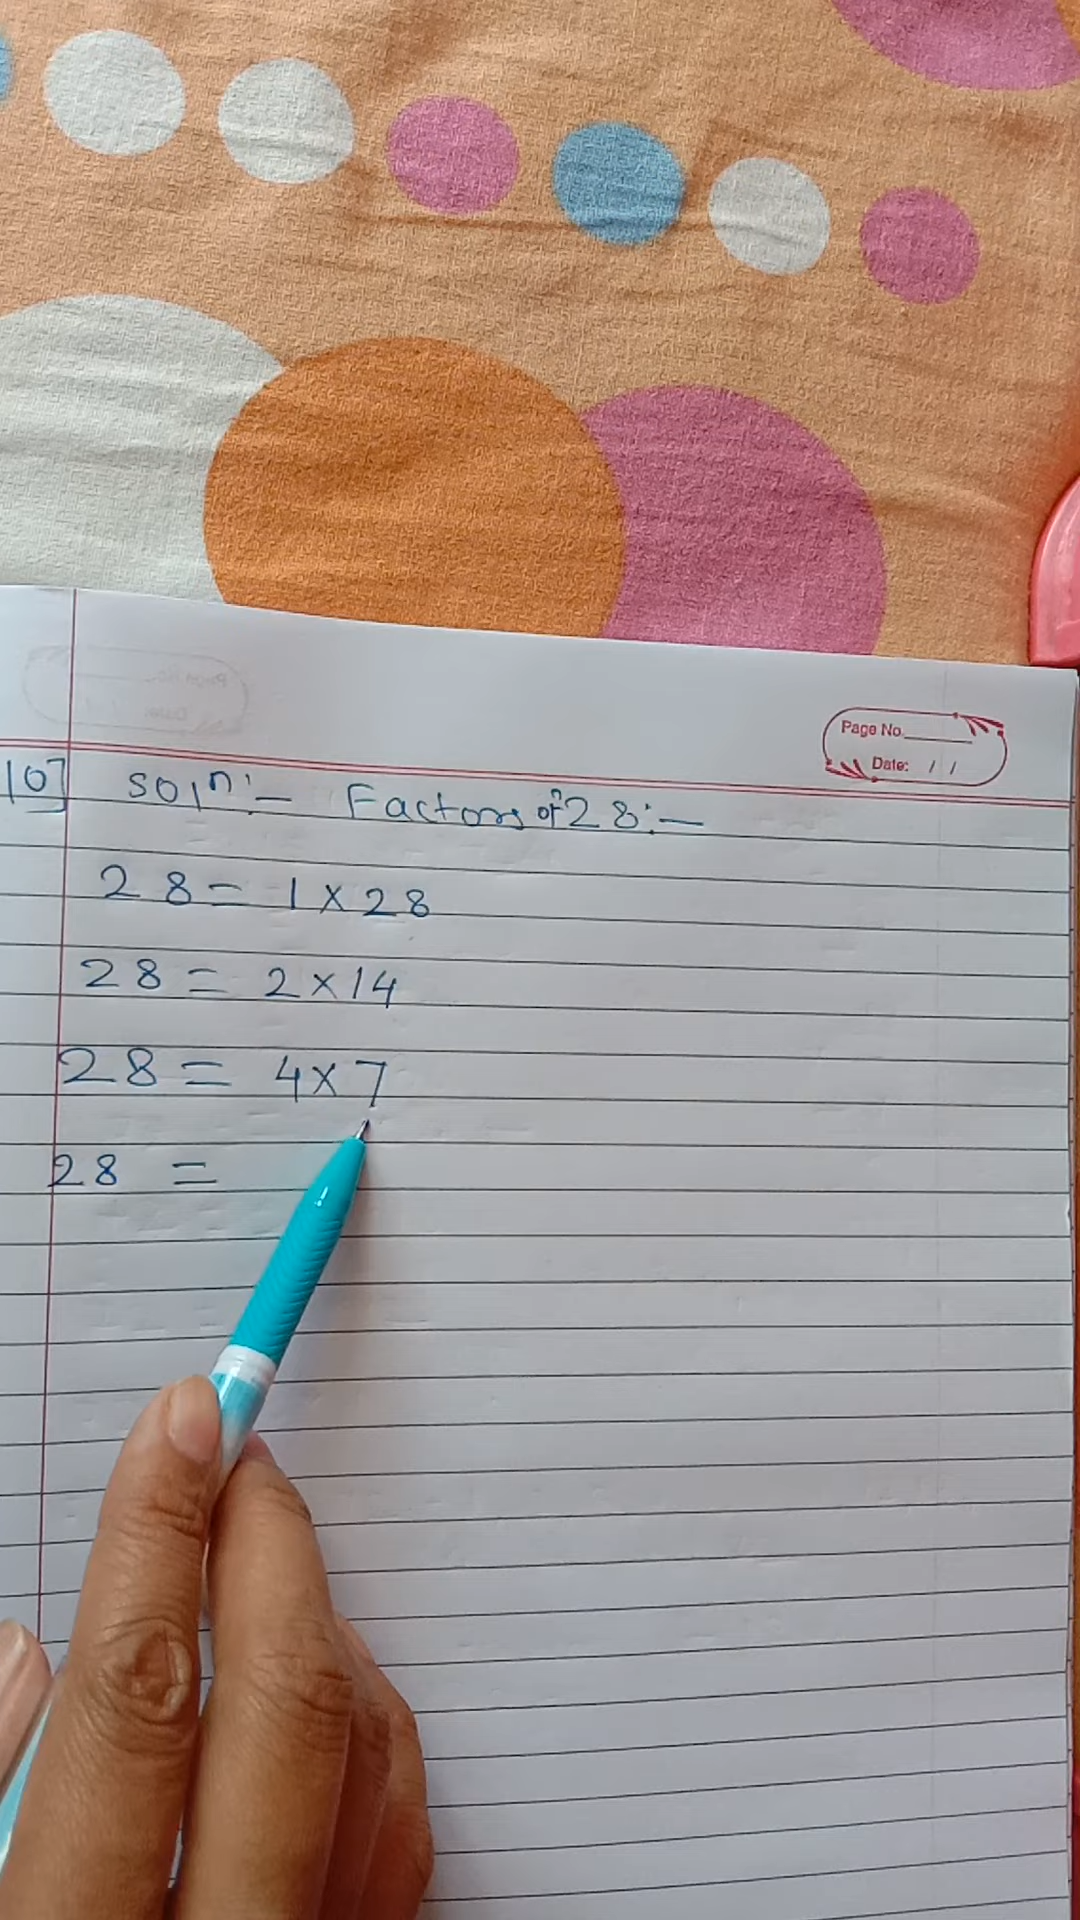 Page No.
Date: / /
10] Soln:- Factors of 28:-
28 = 1 x 28
28 = 2 x 14
28 = 4 x 7
28 =